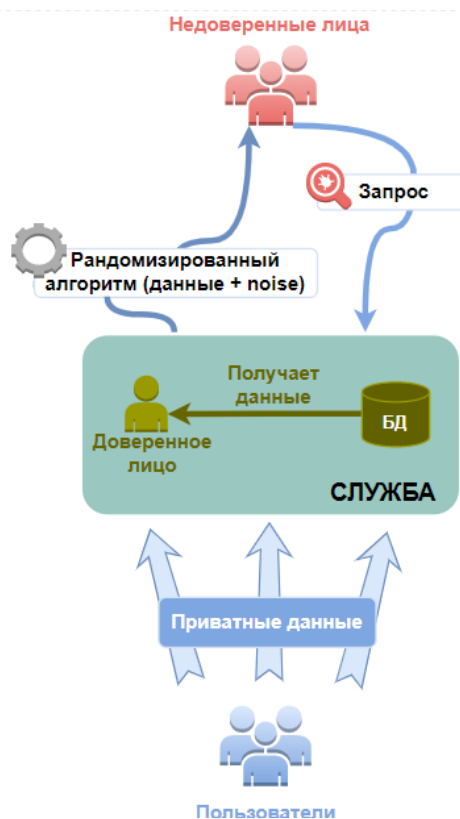 Недоверенные лица
Запрос
Рандомизированный
алгоритм (данные + noise)
Получает
данные
БД
Доверенное
лицо
СЛУЖБА
Приватные данные
Пользователи